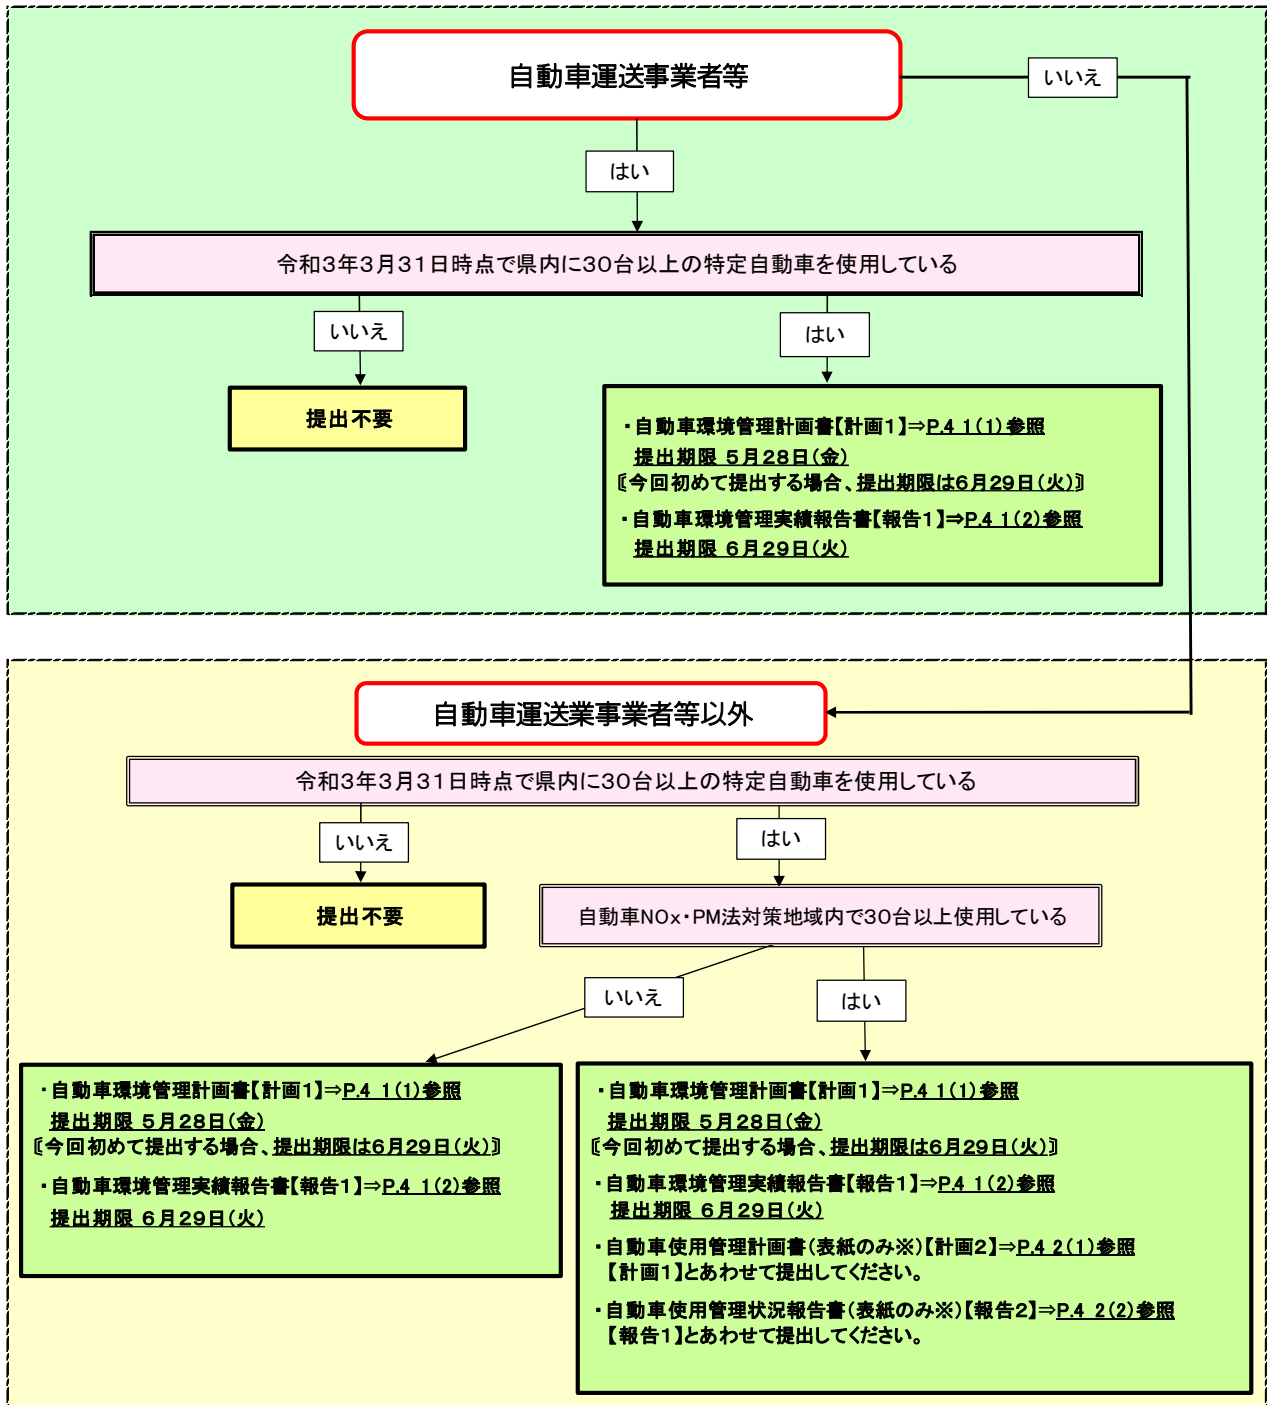 自動車運送事業者等
いいえ
はい
令和3年3月31日時点で県内に30台以上の特定自動車を使用している
いいえ
はい
提出不要
・自動車環境管理計画書【計画1】⇒P.4 1(1)参照
提出期限 5月28日(金)
〖今回初めて提出する場合、提出期限は6月29日(火)〗
・自動車環境管理実績報告書【報告1】⇒P.4 1(2)参照
提出期限 6月29日(火)
自動車運送業事業者等以外
令和3年3月31日時点で県内に30台以上の特定自動車を使用している
いいえ
はい
提出不要
自動車NOx・PM法対策地域内で30台以上使用している
いいえ
はい
・自動車環境管理計画書【計画1】⇒P.4 1(1)参照
提出期限 5月28日(金)
〖今回初めて提出する場合、提出期限は6月29日(火)〗
・自動車環境管理実績報告書【報告1】⇒P.4 1(2)参照
提出期限 6月29日(火)
・自動車環境管理計画書【計画1】⇒P.4 1(1)参照
提出期限 5月28日(金)
〖今回初めて提出する場合、提出期限は6月29日(火)〗
・自動車環境管理実績報告書【報告1】⇒P.4 1(2)参照
提出期限 6月29日(火)
・自動車使用管理計画書(表紙のみ※)【計画2】⇒P.4 2(1)参照
【計画1】とあわせて提出してください。
・自動車使用管理状況報告書(表紙のみ※)【報告2】⇒P.4 2(2)参照
【報告1】とあわせて提出してください。